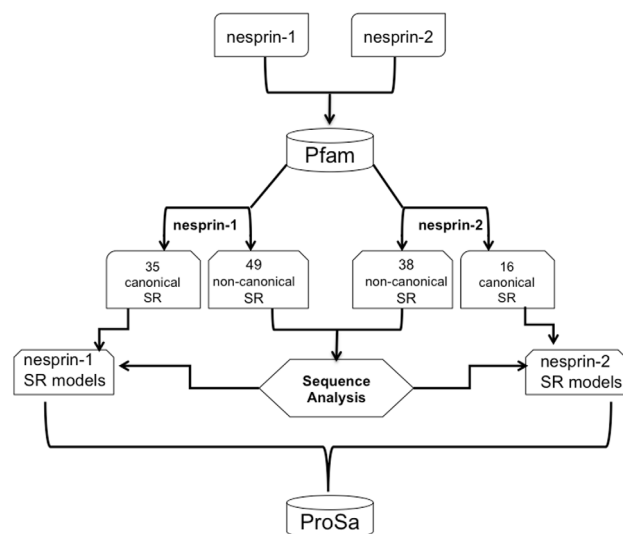 nesprin-1
nesprin-2
Pfam
nesprin-1
nesprin-2
35
canonical
SR
49
non-canonical
SR
38
non-canonical
SR
16
canonical
SR
nesprin-1
SR models
Sequence
Analysis
nesprin-2
SR models
ProSa